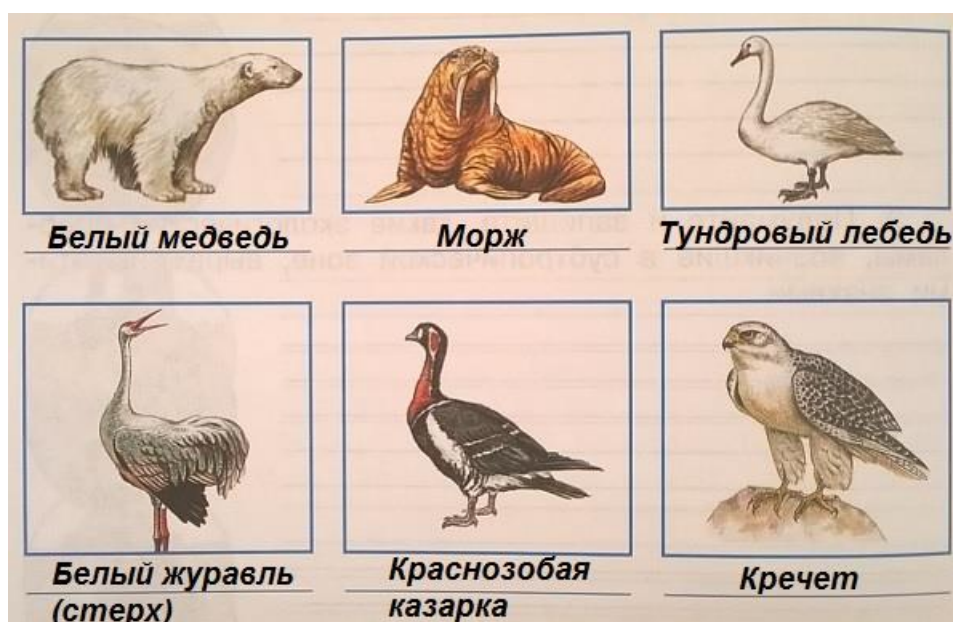 Белый медведь
Морж
Тундровый лебедь
Белый журавль
(стерх)
Краснозобая
казарка
Кречет